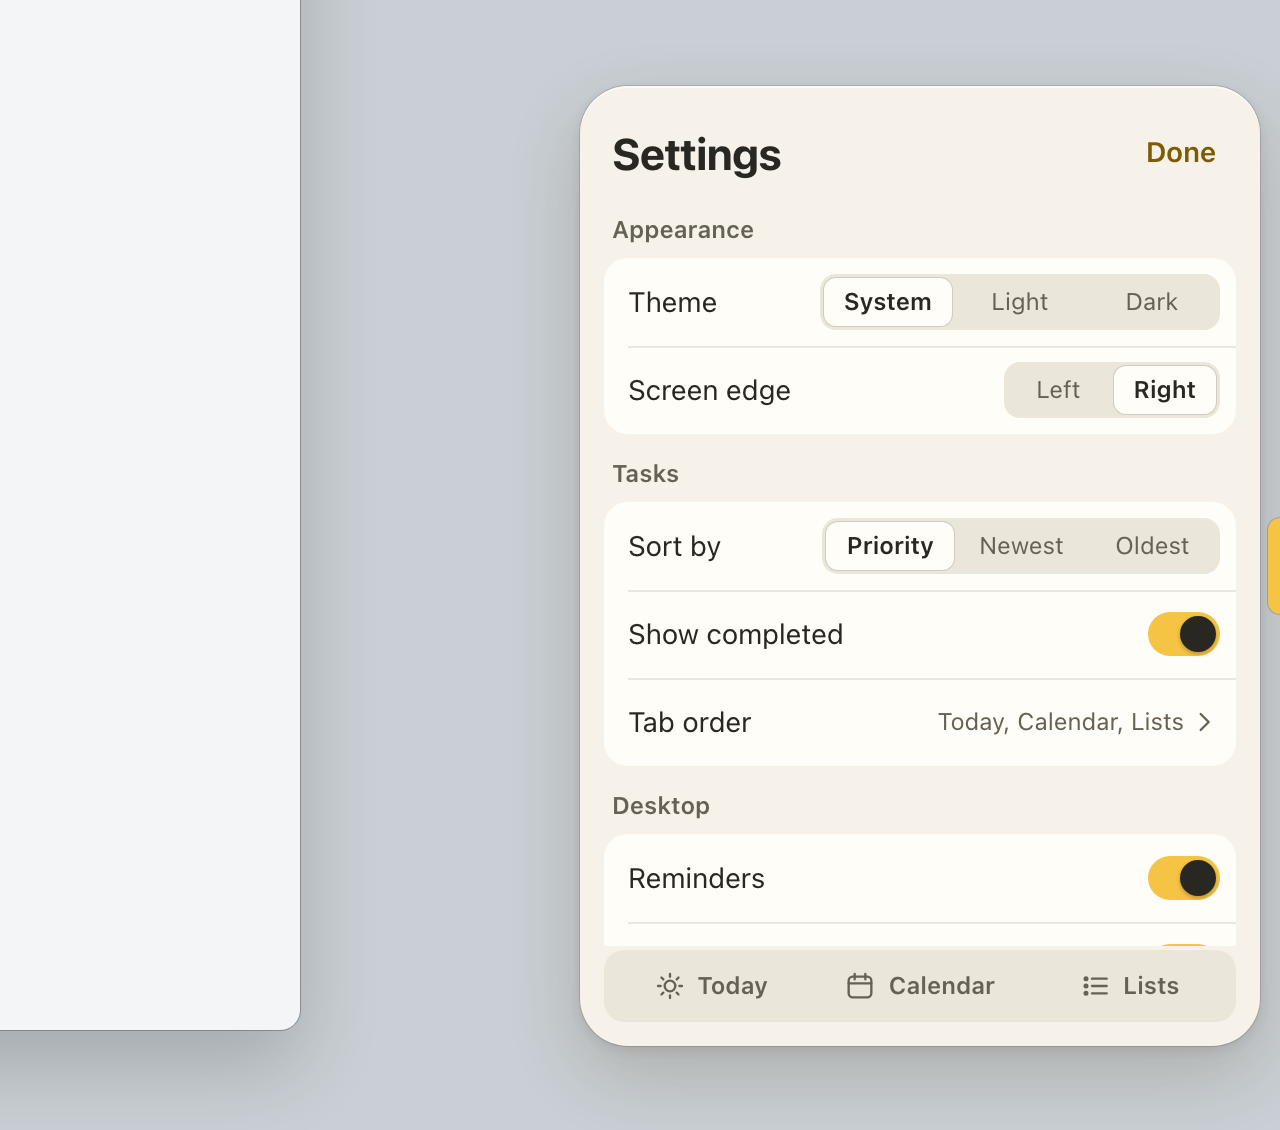 Settings
Done
Appearance
Theme System Light Dark
Screen edge Left Right
Tasks
Sort by Priority Newest Oldest
Show completed
Tab order Today, Calendar, Lists
Desktop
Reminders
Today Calendar Lists